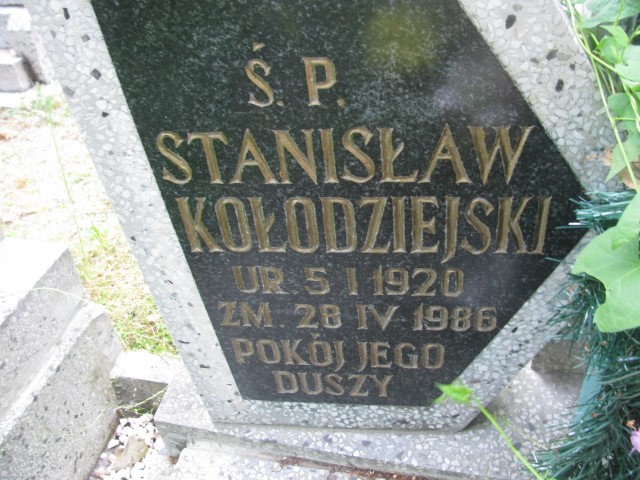 Ś. P.
STANISŁAW
KOŁODZIEJSKI
UR 5 I 1920
ZM 28 IV 1986
POKÓJ JEGO
DUSZY